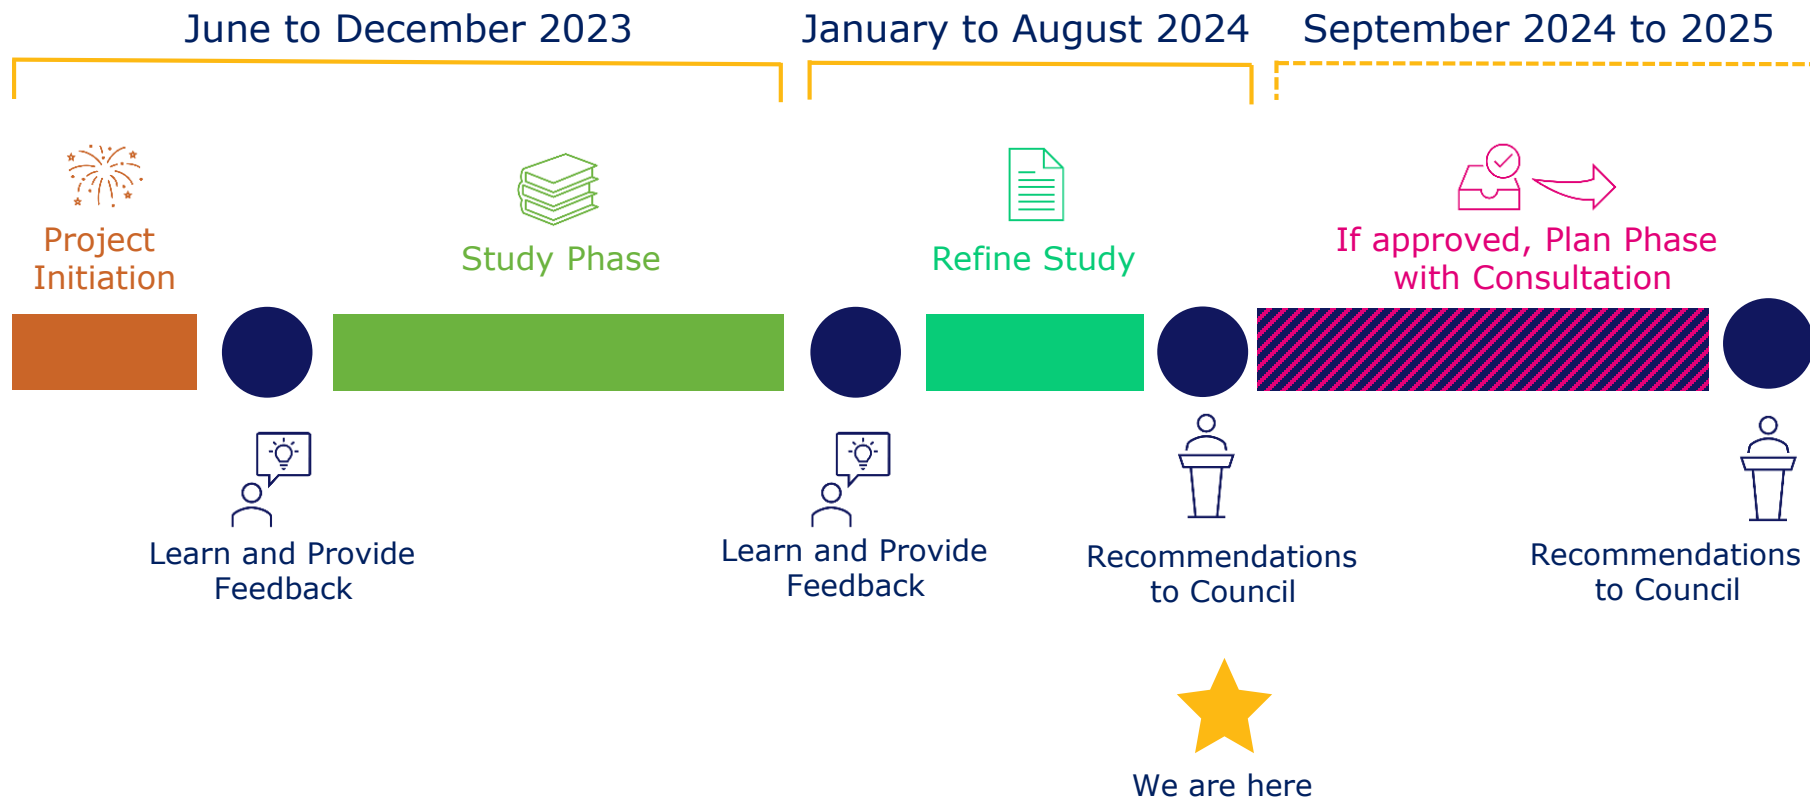 June to December 2023
January to August 2024
September 2024 to 2025
Project
Initiation
Study Phase
Refine Study
If approved, Plan Phase
with Consultation
Learn and Provide
Feedback
Learn and Provide
Feedback
Recommendations
to Council
Recommendations
to Council
We are here